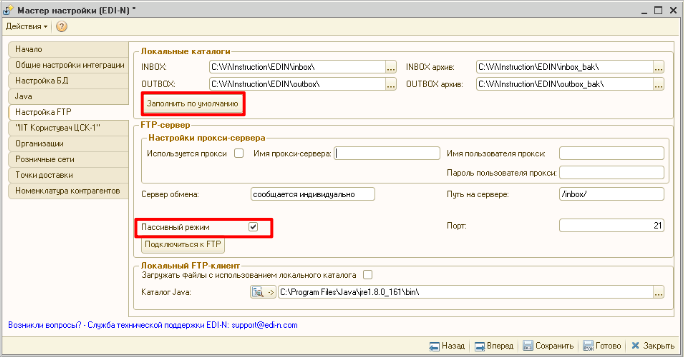 Мастер настройки (EDI-N) *
Действия
Начало
Общие настройки интеграции
Настройка БД
Java
Настройка FTP
"ІІТ Користувач ЦСК-1"
Организации
Розничные сети
Точки доставки
Номенклатура контрагентов
Локальные каталоги
INBOX: C:\VA\Instruction\EDIN\inbox\ ... INBOX архив: C:\VA\Instruction\EDIN\inbox_bak\ ...
OUTBOX: C:\VA\Instruction\EDIN\outbox\ ... OUTBOX архив: C:\VA\Instruction\EDIN\outbox_bak\ ...
Заполнить по умолчанию
FTP-сервер
Настройки прокси-сервера
Используется прокси Имя прокси-сервера: Имя пользователя прокси:
Пароль пользователя прокси:
Сервер обмена: сообщается индивидуально Путь на сервере: /inbox/
Пассивный режим Порт: 21
Подключиться к FTP
Локальный FTP-клиент
Загружать файлы с использованием локального каталога
Каталог Java: C:\Program Files\Java\jre1.8.0_161\bin\ ...
Возникли вопросы? - Служба технической поддержки EDI-N: support@edi-n.com
Назад Вперед Сохранить Готово Закрыть